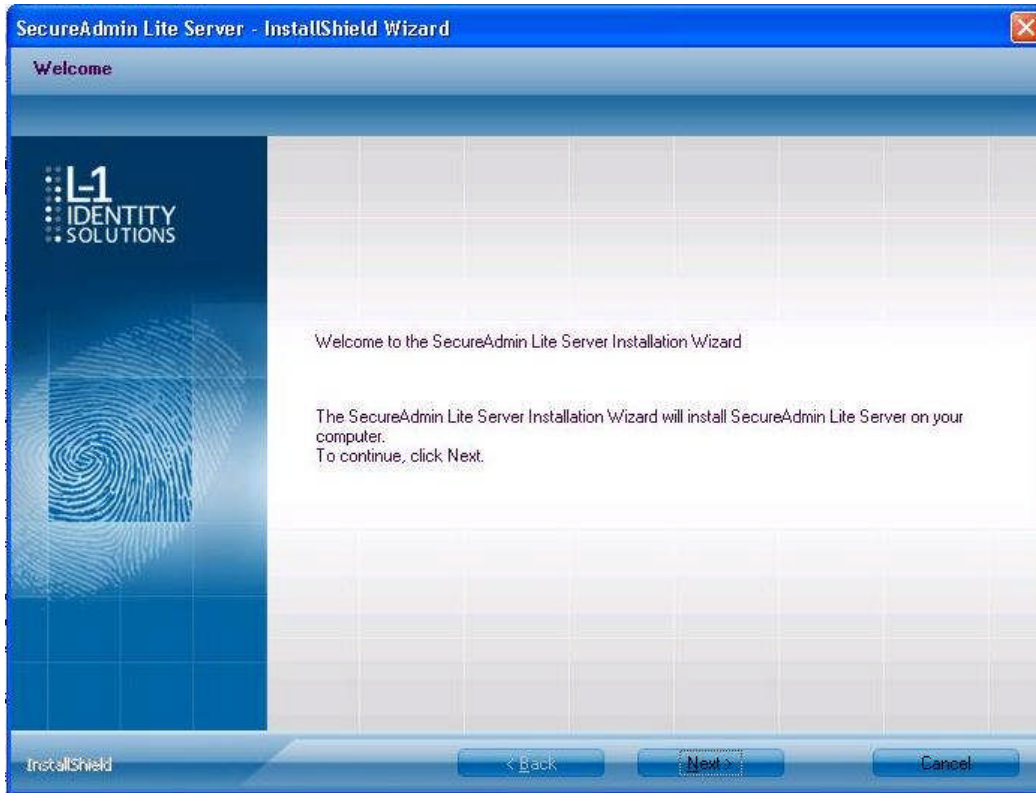 SecureAdmin Lite Server - InstallShield Wizard
Welcome
L-1
IDENTITY
SOLUTIONS
Welcome to the SecureAdmin Lite Server Installation Wizard
The SecureAdmin Lite Server Installation Wizard will install SecureAdmin Lite Server on your
computer.
To continue, click Next.
InstallShield
< Back
Next >
Cancel